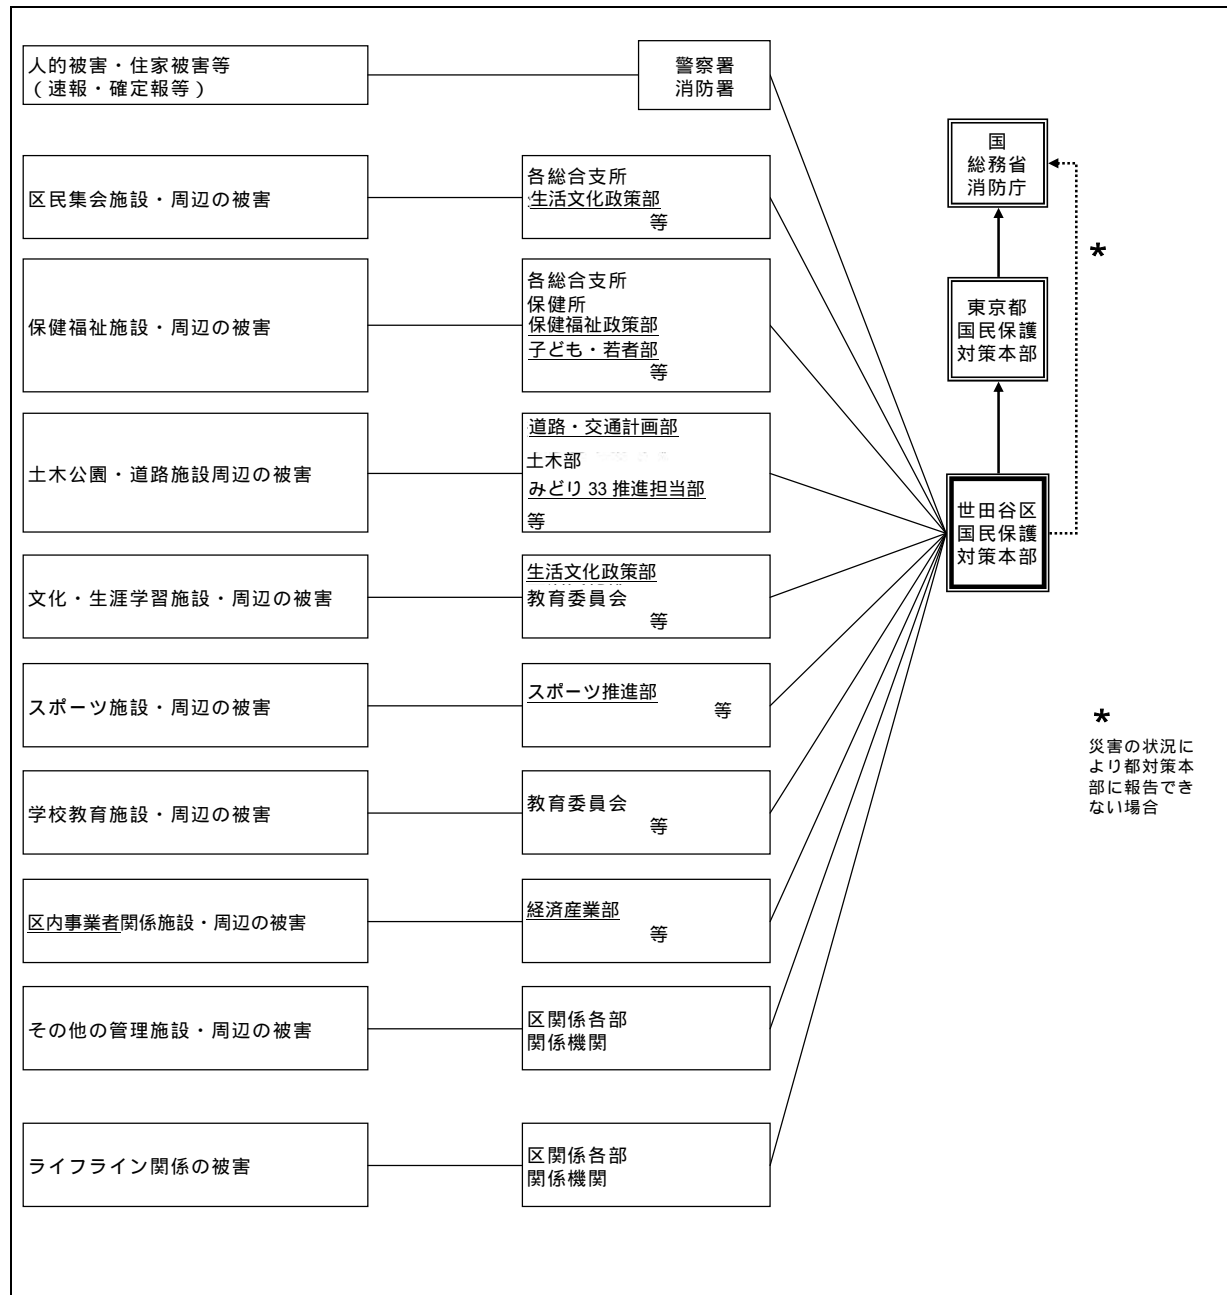 人的被害・住家被害等
（速報・確定報等）
警察署
消防署
区民集会施設・周辺の被害
各総合支所
生活文化政策部
等
保健福祉施設・周辺の被害
各総合支所
保健所
保健福祉政策部
子ども・若者部
等
土木公園・道路施設周辺の被害
道路・交通計画部
土木部
みどり33推進担当部
等
文化・生涯学習施設・周辺の被害
生活文化政策部
教育委員会
等
スポーツ施設・周辺の被害
スポーツ推進部
等
学校教育施設・周辺の被害
教育委員会
等
区内事業者関係施設・周辺の被害
経済産業部
等
その他の管理施設・周辺の被害
区関係各部
関係機関
ライフライン関係の被害
区関係各部
関係機関
国
総務省
消防庁
*
東京都
国民保護
対策本部
世田谷区
国民保護
対策本部
*
災害の状況に
より都対策本
部に報告でき
ない場合